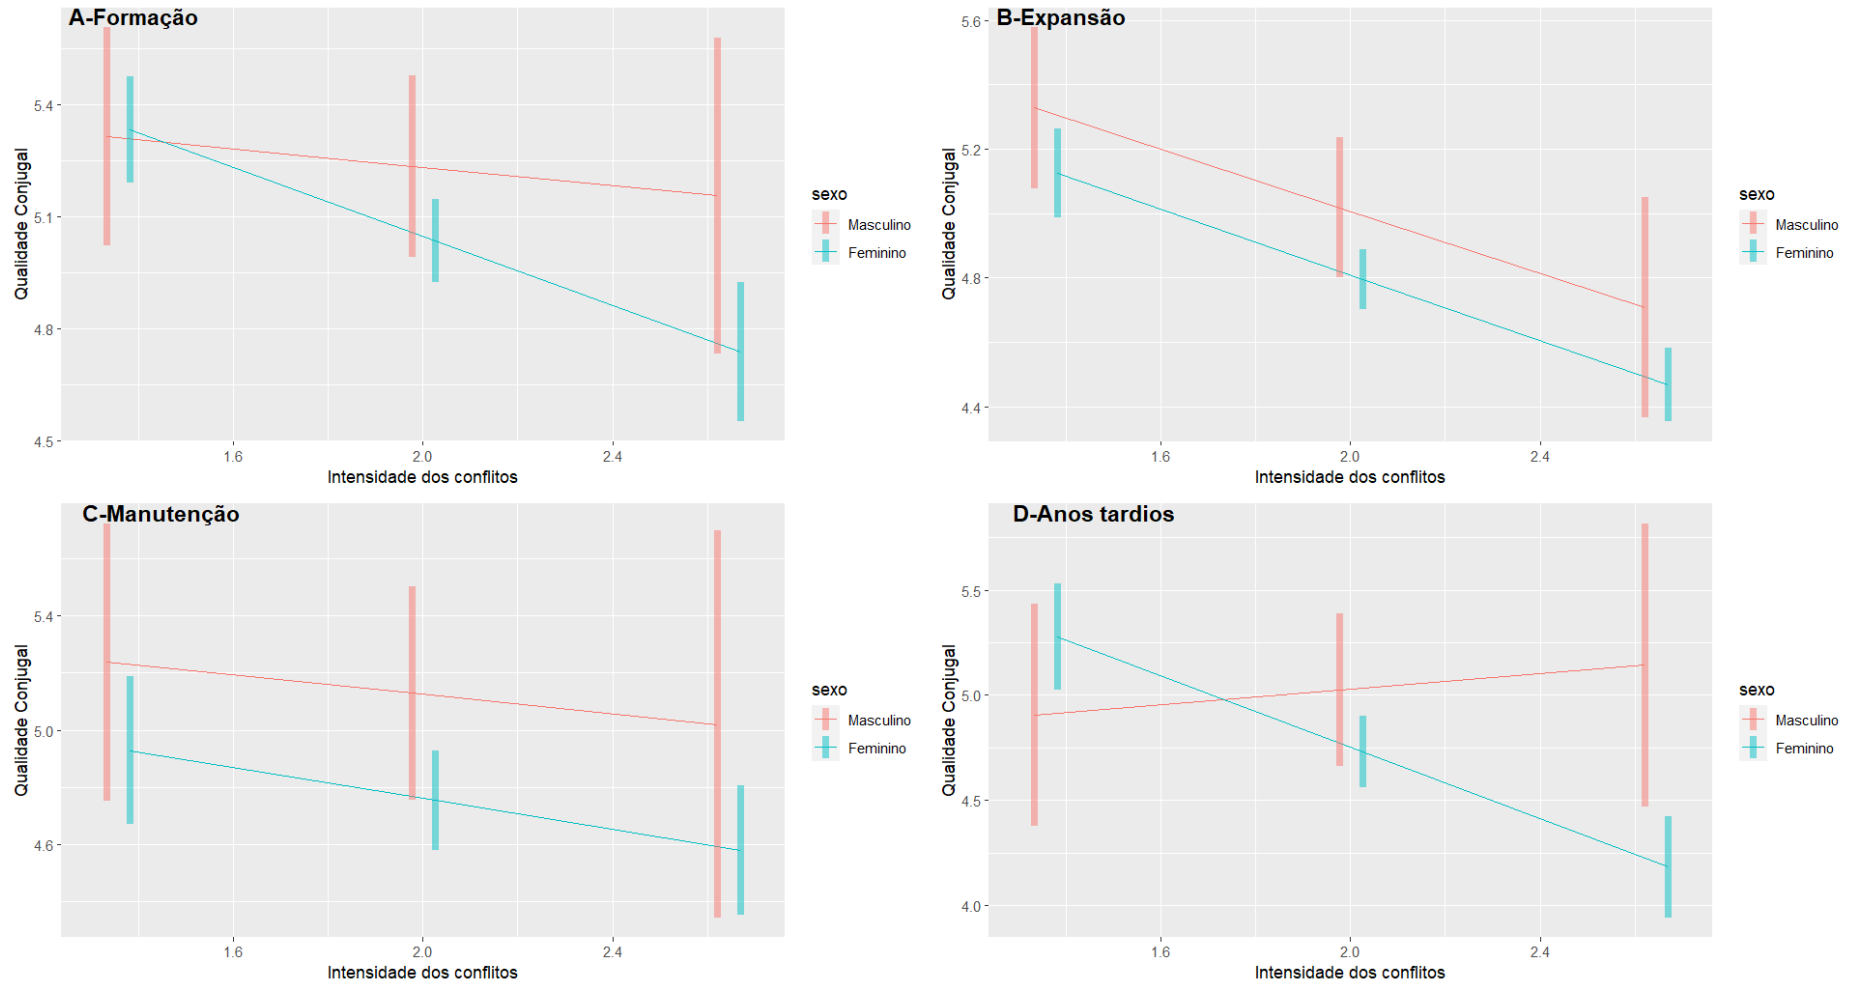 A-Formação
5.4
5.1
4.8
4.5
1.6 2.0 2.4
Intensidade dos conflitos
Qualidade Conjugal
sexo
Masculino
Feminino
B-Expansão
5.6
5.2
4.8
4.4
1.6 2.0 2.4
Intensidade dos conflitos
Qualidade Conjugal
sexo
Masculino
Feminino
C-Manutenção
5.4
5.0
4.6
1.6 2.0 2.4
Intensidade dos conflitos
Qualidade Conjugal
sexo
Masculino
Feminino
D-Anos tardios
5.5
5.0
4.5
4.0
1.6 2.0 2.4
Intensidade dos conflitos
Qualidade Conjugal
sexo
Masculino
Feminino